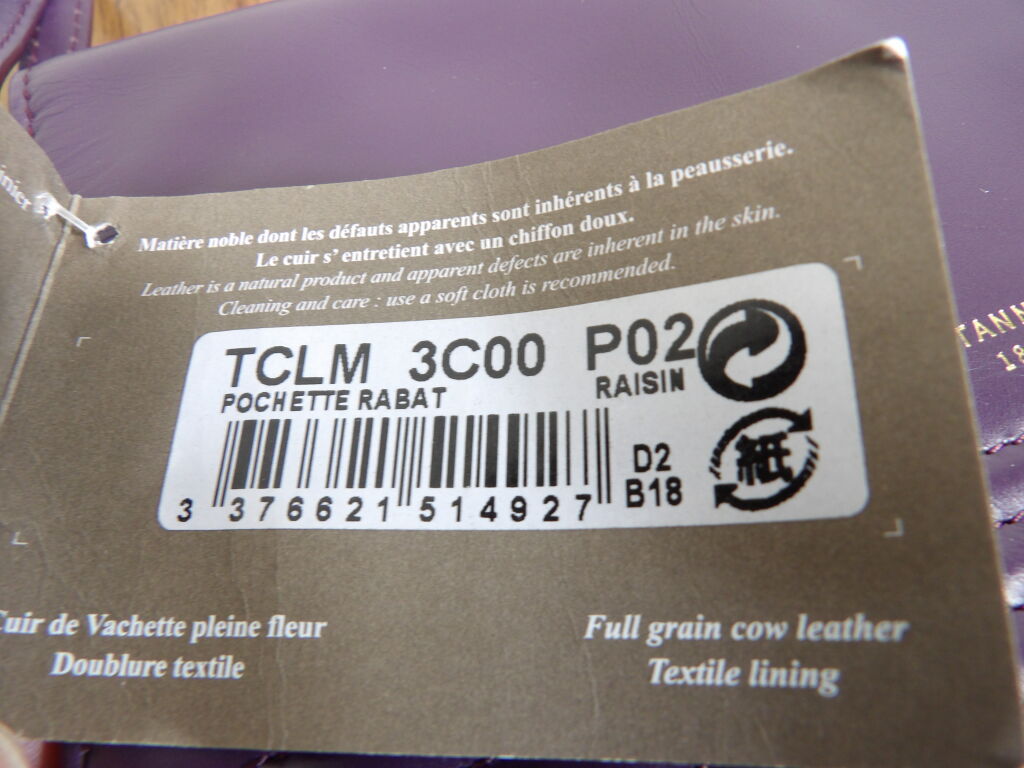 Matière noble dont les défauts apparents sont inhérents à la peausserie.
Le cuir s'entretient avec un chiffon doux.
Leather is a natural product and apparent defects are inherent in the skin.
Cleaning and care : use a soft cloth is recommended.
TCLM 3C00 P02
POCHETTE RABAT RAISIN
D2
B18
紙
3 376621 514927
Cuir de Vachette pleine fleur
Doublure textile
Full grain cow leather
Textile lining
TANN
18